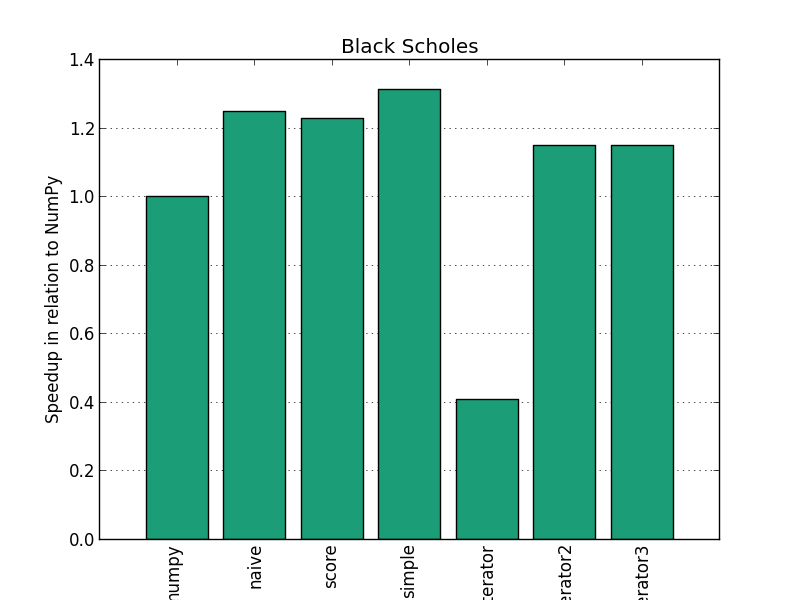 Black Scholes
Speedup in relation to NumPy
1.4
1.2
1.0
0.8
0.6
0.4
0.2
0.0
numpy
naive
score
simple
terator
erator2
erator3